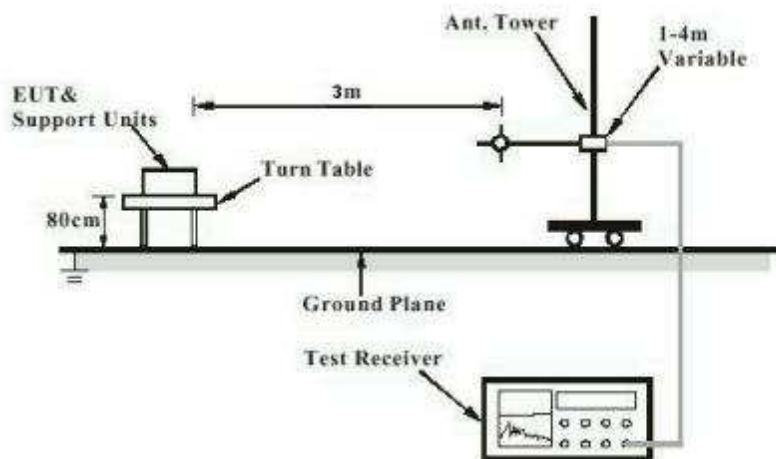 Ant. Tower
1-4m
Variable
3m
EUT&
Support Units
Turn Table
80cm
Ground Plane
Test Receiver